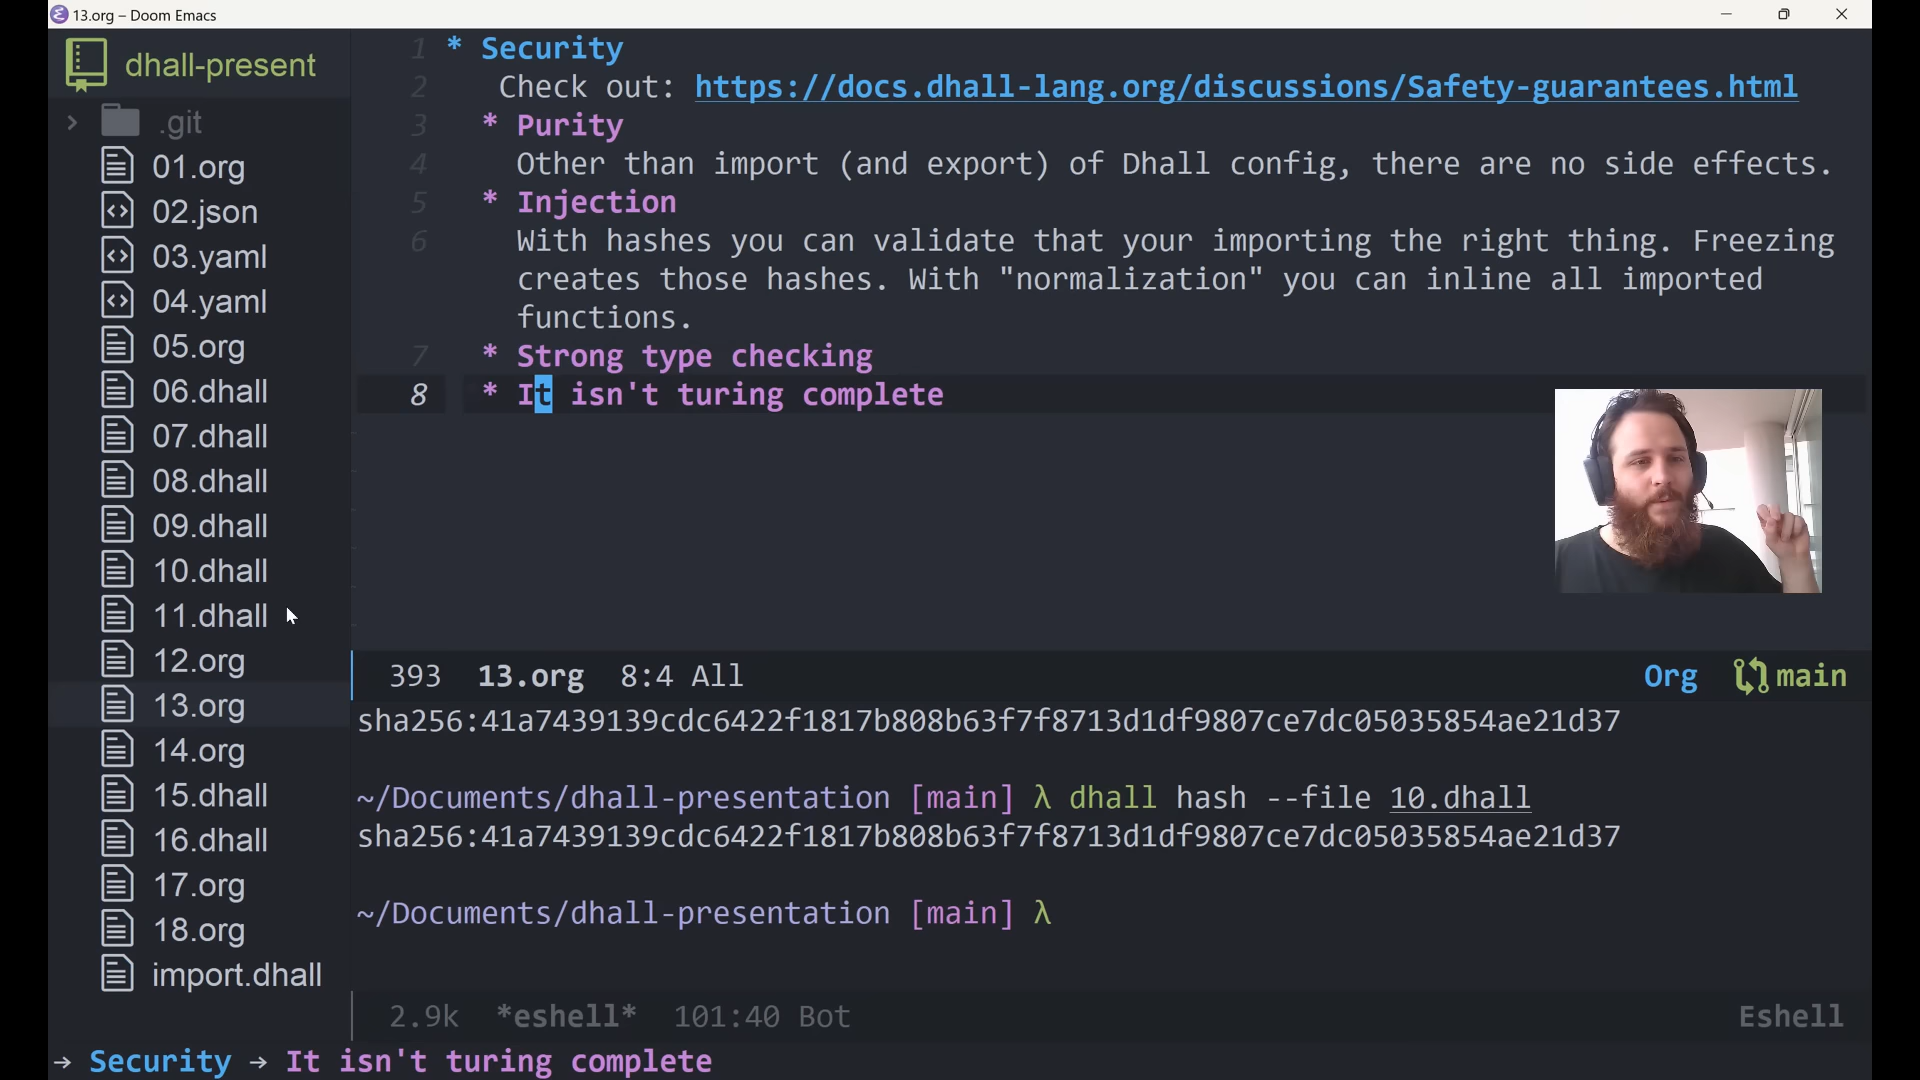 13.org – Doom Emacs
dhall-present
.git
01.org
02.json
03.yaml
04.yaml
05.org
06.dhall
07.dhall
08.dhall
09.dhall
10.dhall
11.dhall
12.org
13.org
14.org
15.dhall
16.dhall
17.org
18.org
import.dhall
1 * Security
2 Check out: https://docs.dhall-lang.org/discussions/Safety-guarantees.html
3 * Purity
4 Other than import (and export) of Dhall config, there are no side effects.
5 * Injection
6 With hashes you can validate that your importing the right thing. Freezing
creates those hashes. With "normalization" you can inline all imported
functions.
7 * Strong type checking
8 * It isn't turing complete
393 13.org 8:4 All Org main
sha256:41a7439139cdc6422f1817b808b63f7f8713d1df9807ce7dc05035854ae21d37
~/Documents/dhall-presentation [main] λ dhall hash --file 10.dhall
sha256:41a7439139cdc6422f1817b808b63f7f8713d1df9807ce7dc05035854ae21d37
~/Documents/dhall-presentation [main] λ
2.9k *eshell* 101:40 Bot Eshell
→ Security → It isn't turing complete